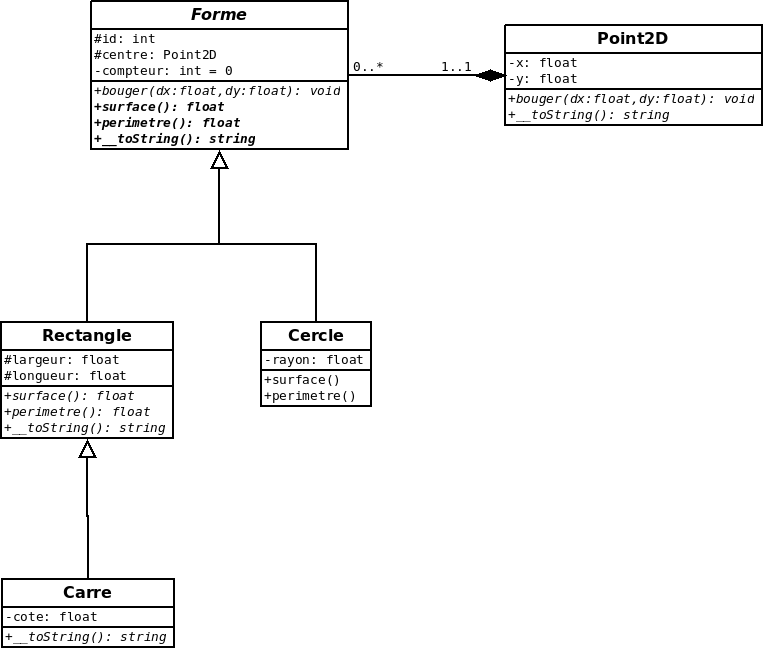 Forme
#id: int
#centre: Point2D
-compteur: int = 0
+bouger(dx:float,dy:float): void
+surface(): float
+perimetre(): float
+__toString(): string
0..*
1..1
Point2D
-x: float
-y: float
+bouger(dx:float,dy:float): void
+__toString(): string
Rectangle
#largeur: float
#longueur: float
+surface(): float
+perimetre(): float
+__toString(): string
Cercle
-rayon: float
+surface()
+perimetre()
Carre
-cote: float
+__toString(): string